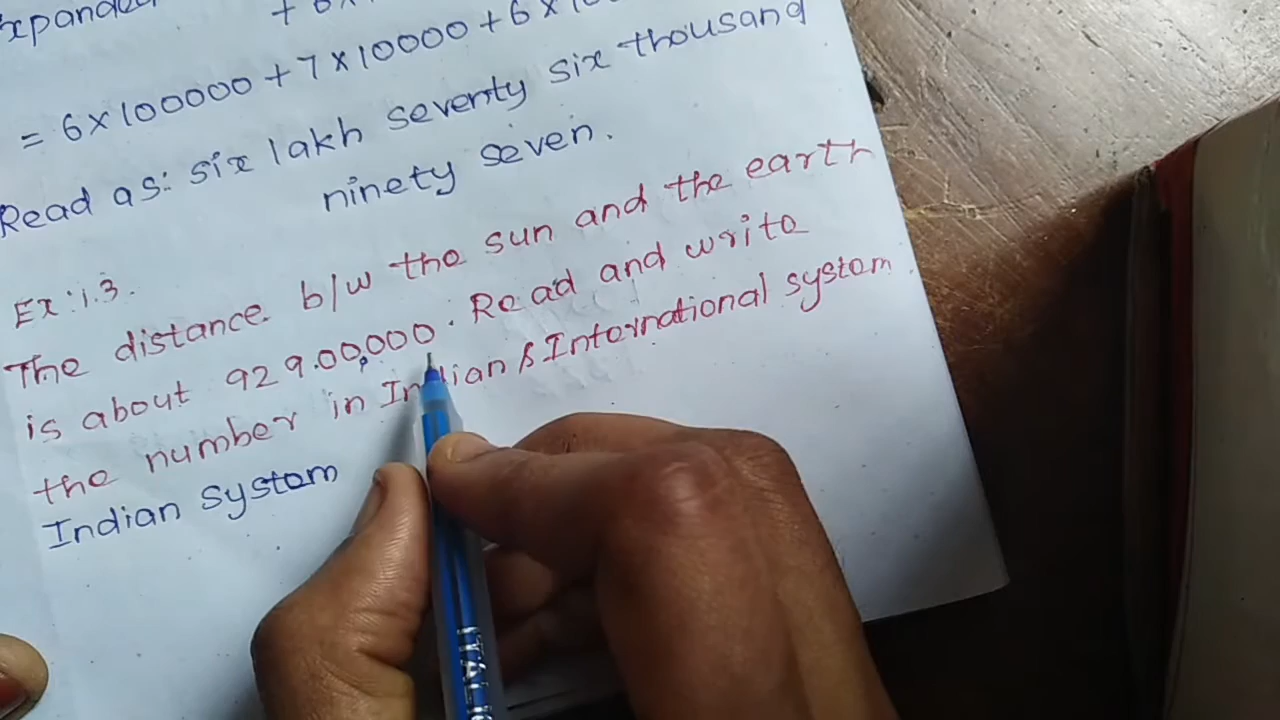 +
= 6×100000 + 7×10000 + 6×
Read as: six lakh seventy six thousand
ninety seven.
Ex: 1.3.
The distance b/w the sun and the earth
is about 929.00,000. Read and write
the number in Indian & International system.
Indian system